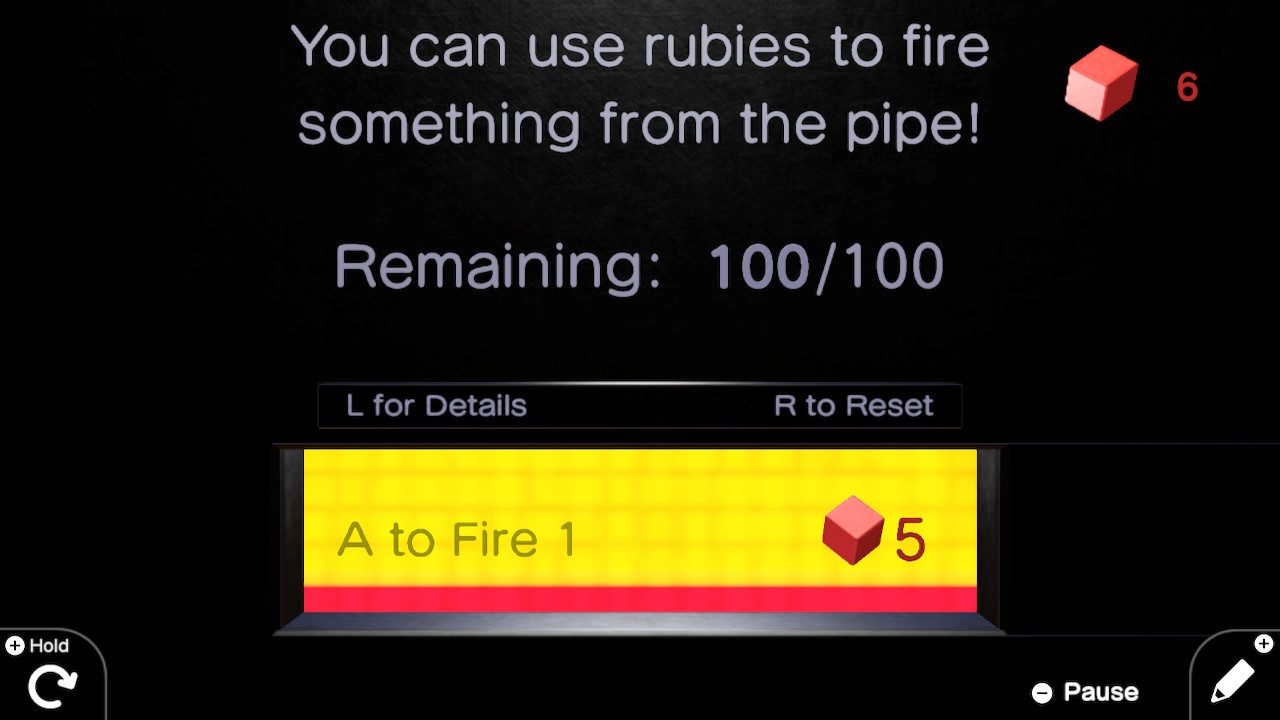 You can use rubies to fire
something from the pipe!
6
Remaining: 100/100
L for Details R to Reset
A to Fire 1 5
Hold
Pause